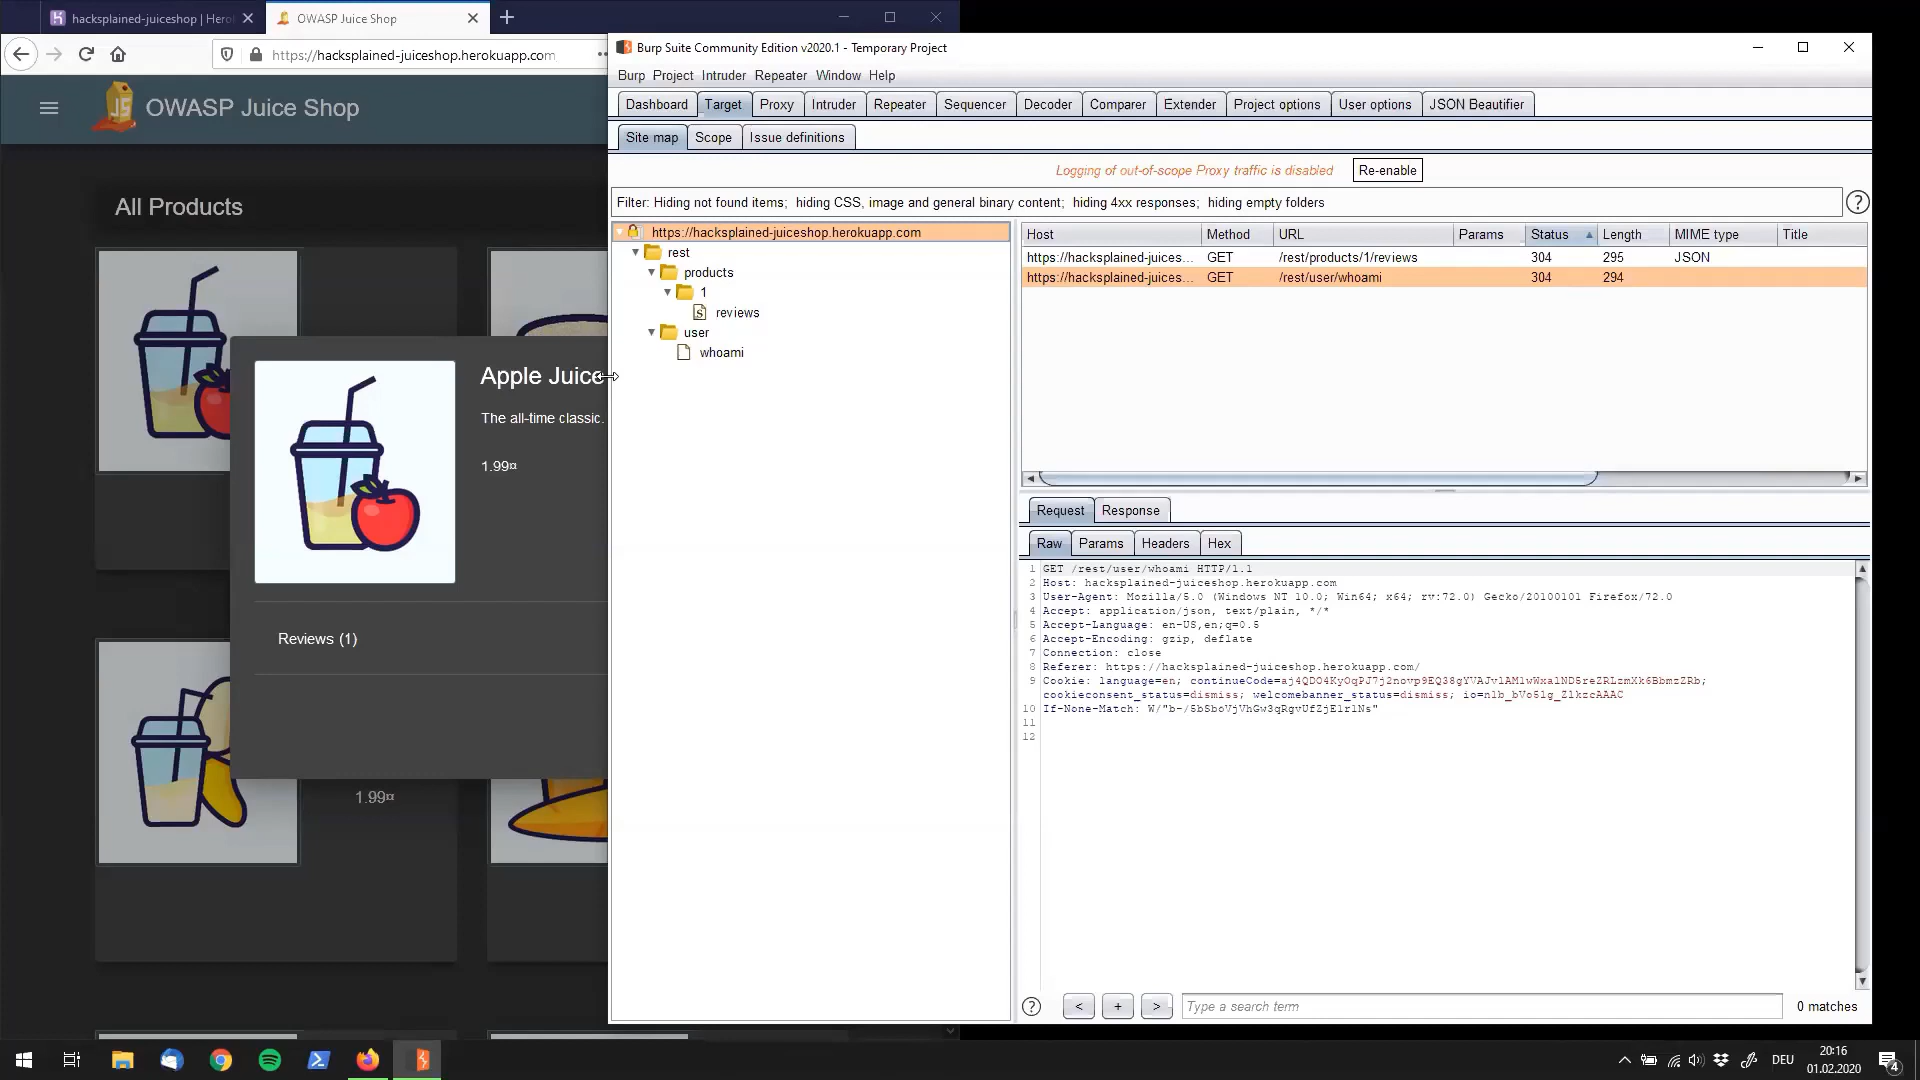 hacksplained-juiceshop | Hero
OWASP Juice Shop
https://hacksplained-juiceshop.herokuapp.com
OWASP Juice Shop
All Products
Apple Juice
The all-time classic.
1.99¤
Reviews (1)
1.99¤
Burp Suite Community Edition v2020.1 - Temporary Project
Burp Project Intruder Repeater Window Help
Dashboard Target Proxy Intruder Repeater Sequencer Decoder Comparer Extender Project options User options JSON Beautifier
Site map Scope Issue definitions
Logging of out-of-scope Proxy traffic is disabled Re-enable
Filter: Hiding not found items; hiding CSS, image and general binary content; hiding 4xx responses; hiding empty folders
https://hacksplained-juiceshop.herokuapp.com
rest
products
1
reviews
user
whoami
Host Method URL Params Status Length MIME type Title
https://hacksplained-juices... GET /rest/products/1/reviews 304 295 JSON
https://hacksplained-juices... GET /rest/user/whoami 304 294
Request Response
Raw Params Headers Hex
1 GET /rest/user/whoami HTTP/1.1
2 Host: hacksplained-juiceshop.herokuapp.com
3 User-Agent: Mozilla/5.0 (Windows NT 10.0; Win64; x64; rv:72.0) Gecko/20100101 Firefox/72.0
4 Accept: application/json, text/plain, */*
5 Accept-Language: en-US,en;q=0.5
6 Accept-Encoding: gzip, deflate
7 Connection: close
8 Referer: https://hacksplained-juiceshop.herokuapp.com/
9 Cookie: language=en;
cookieconsent_status=dismiss; welcomebanner_status=dismiss;
10 If-None-Match:
11
12
Type a search term 0 matches
DEU 20:16
01.02.2020
4